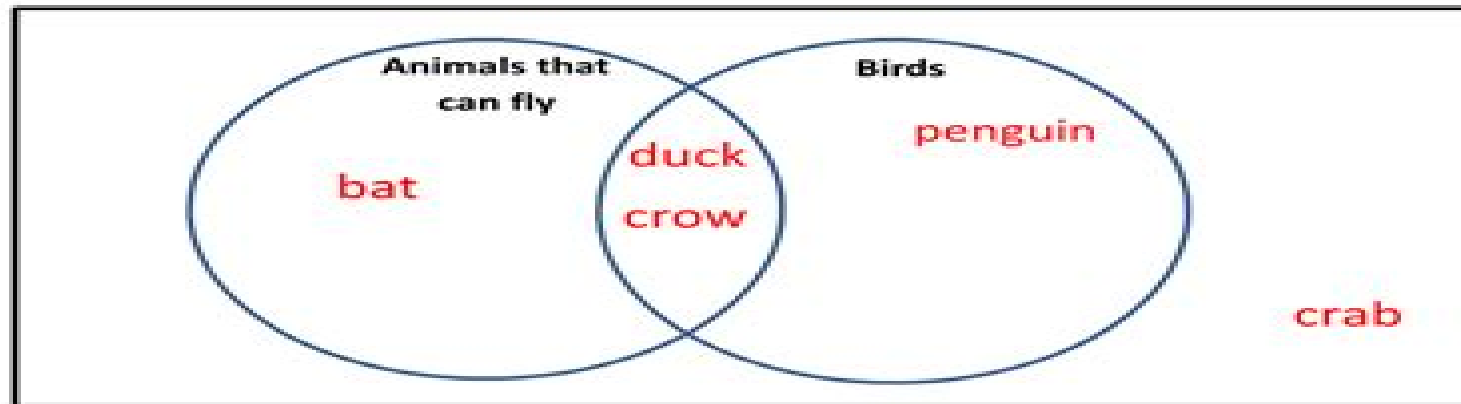 Animals that
can fly
Birds
bat
duck
crow
penguin
crab